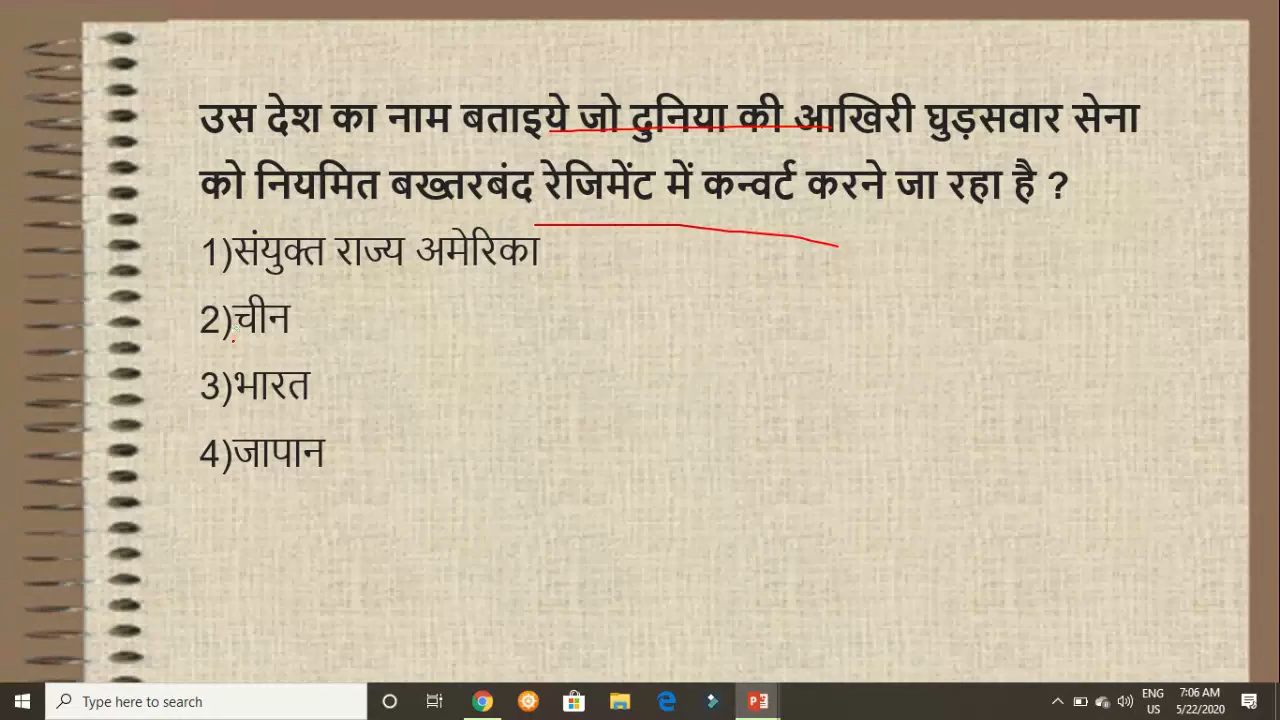 उस देश का नाम बताइये जो दुनिया की आखिरी घुड़सवार सेना
को नियमित बख्तरबंद रेजिमेंट में कन्वर्ट करने जा रहा है ?
1)संयुक्त राज्य अमेरिका
2)चीन
3)भारत
4)जापान
Type here to search
ENG
US
7:06 AM
5/22/2020